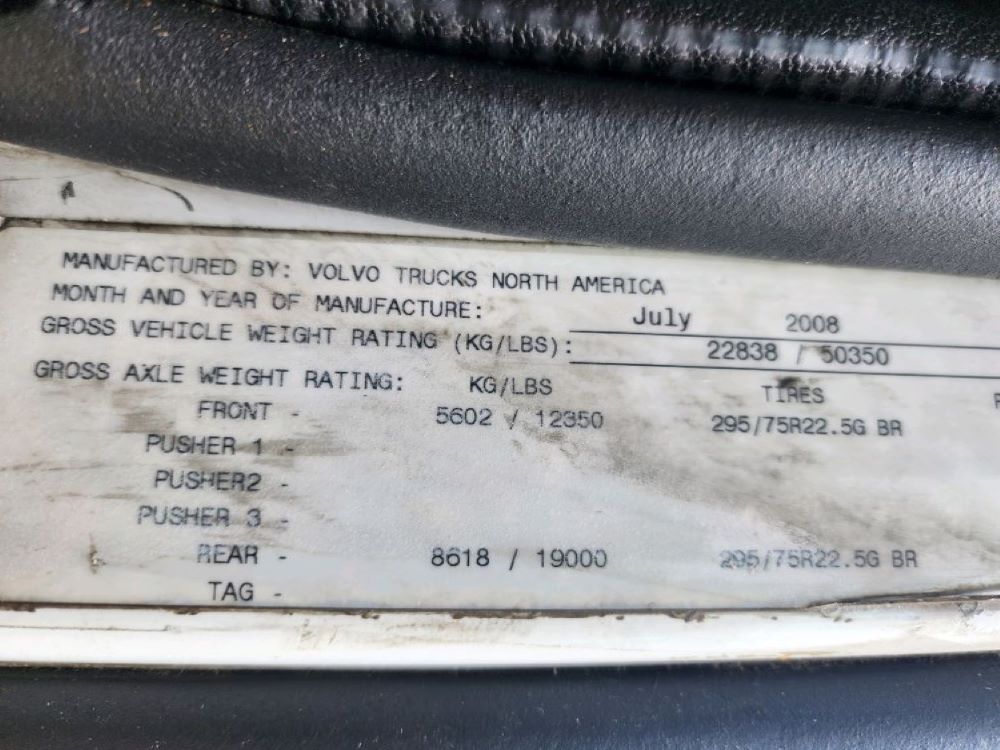 MANUFACTURED BY: VOLVO TRUCKS NORTH AMERICA
MONTH AND YEAR OF MANUFACTURE: July 2008
GROSS VEHICLE WEIGHT RATING (KG/LBS): 22838 / 50350
GROSS AXLE WEIGHT RATING: KG/LBS TIRES
FRONT - 5602 / 12350 295/75R22.5G BR
PUSHER 1 -
PUSHER2 -
PUSHER 3 -
REAR - 8618 / 19000 295/75R22.5G BR
TAG -